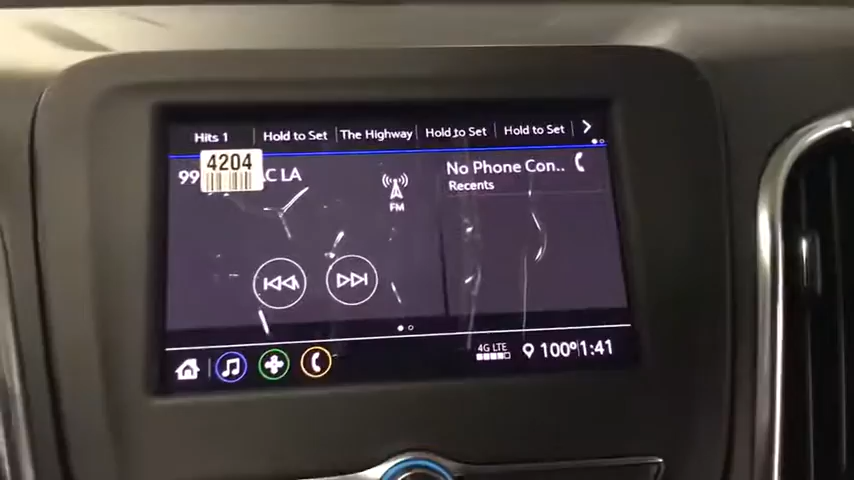 Hits 1 Hold to Set The Highway Hold to Set Hold to Set
4204
99 AC LA
FM
No Phone Con..
Recents
4G LTE
100° 1:41